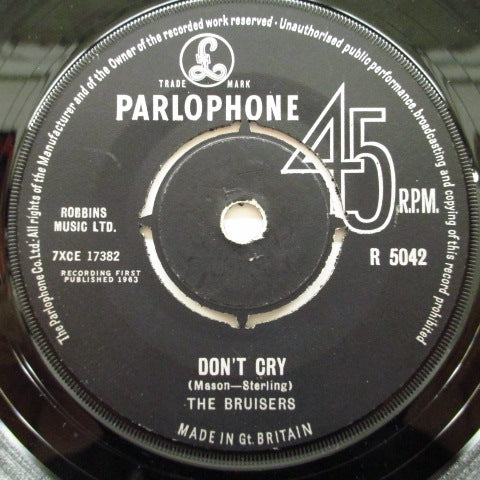 The Parlophone Co.Ltd. All rights of the Manufacturer and of the Owner of the recorded work reserved · Unauthorised public performance, broadcasting and copying of this record prohibited
£
TRADE MARK
PARLOPHONE
45
R.P.M.
ROBBINS
MUSIC LTD.
7XCE 17382
R 5042
RECORDING FIRST
PUBLISHED 1963
DON'T CRY
(Mason—Sterling)
THE BRUISERS
MADE IN Gt. BRITAIN